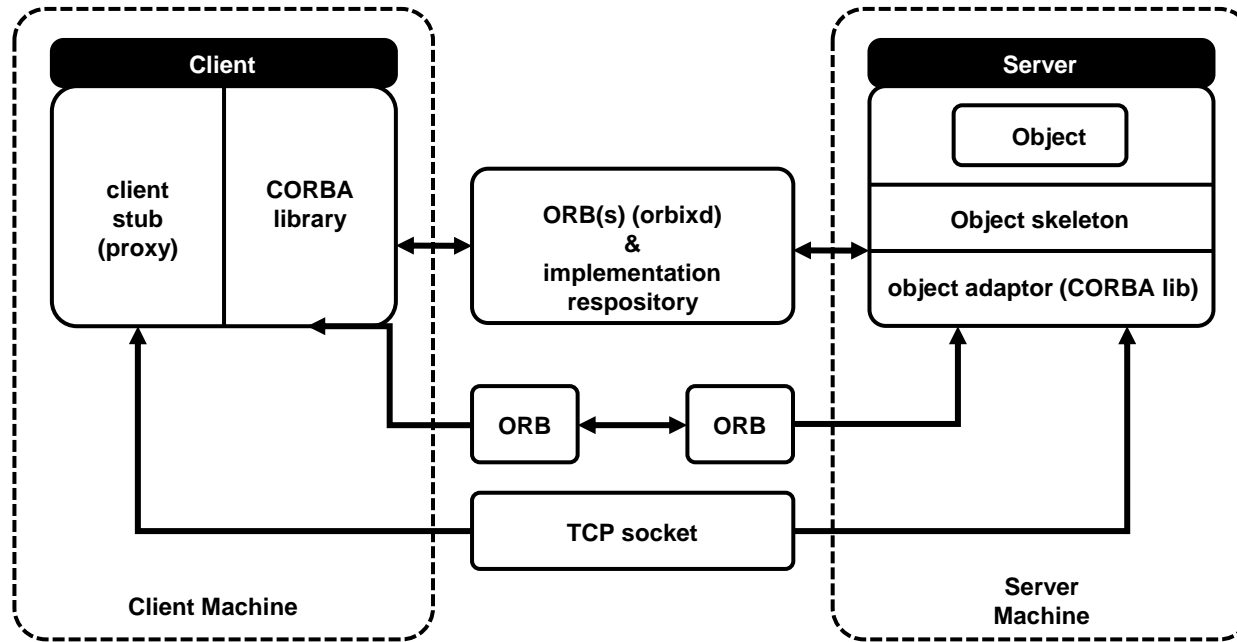 Client
client
stub
(proxy)
CORBA
library
ORB(s) (orbixd)
&
implementation
respository
Server
Object
Object skeleton
object adaptor (CORBA lib)
ORB
ORB
TCP socket
Client Machine
Server
Machine